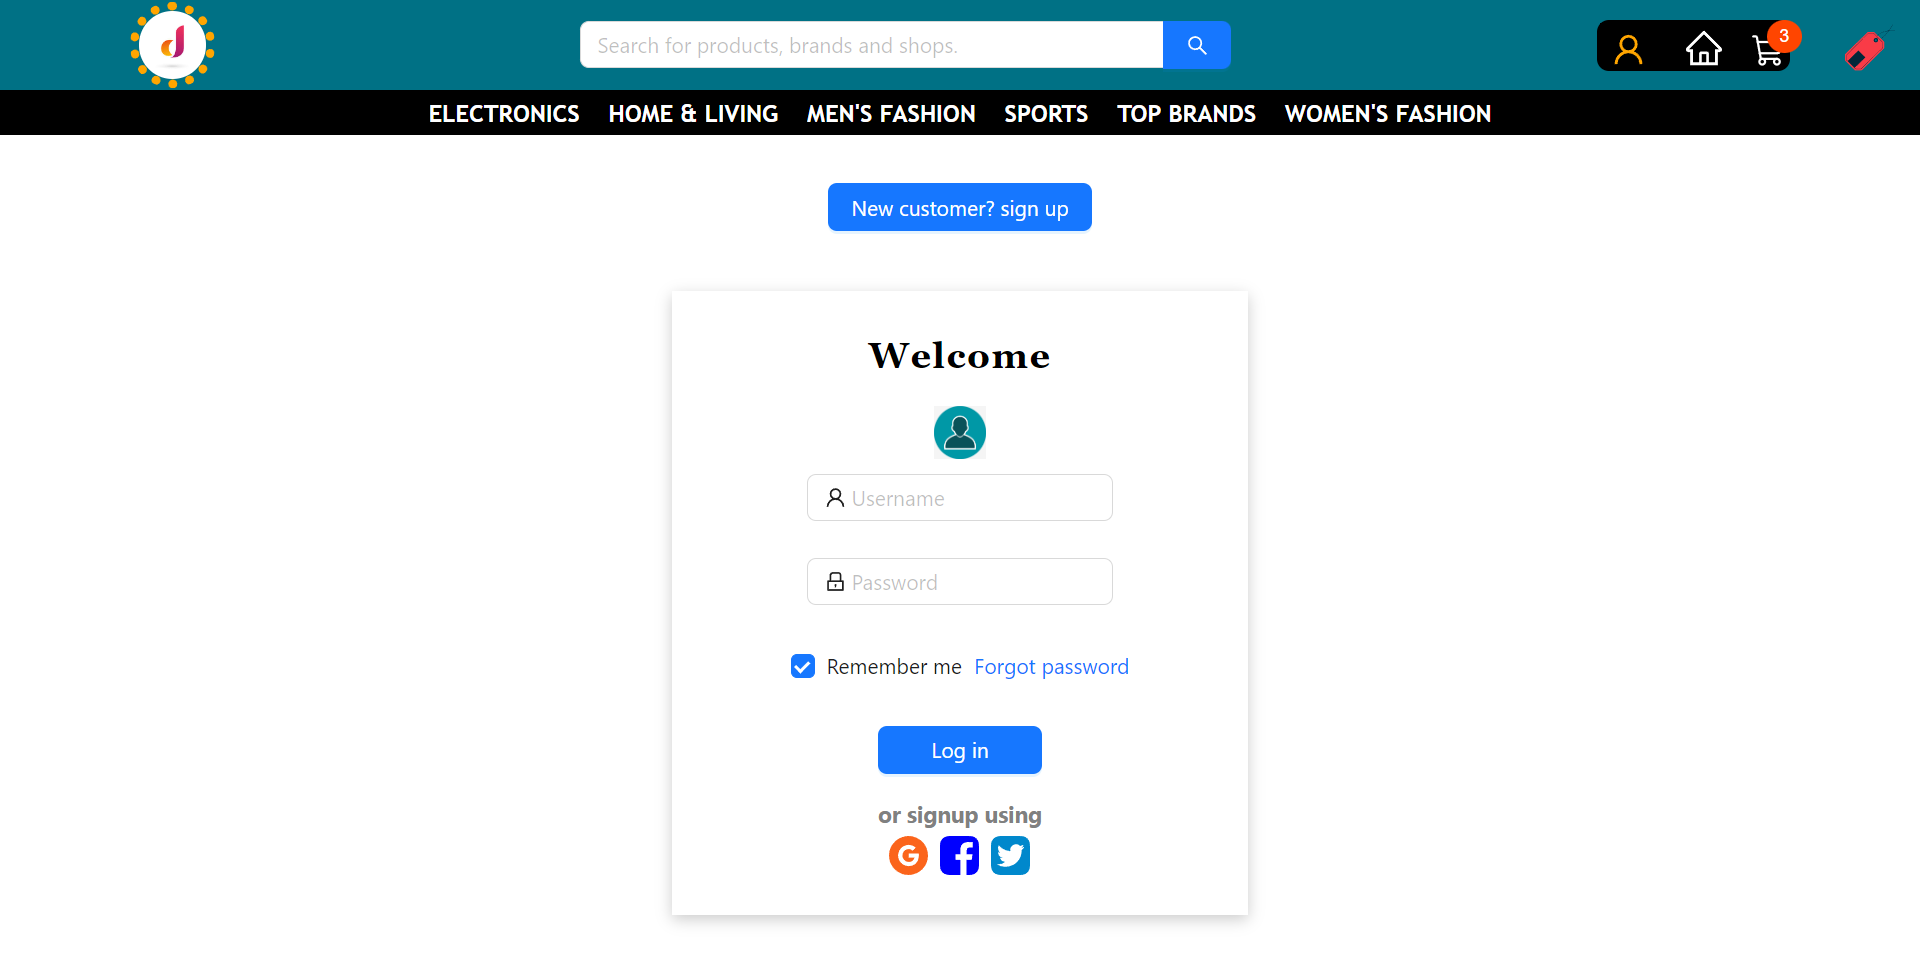 d
Search for products, brands and shops.
3
ELECTRONICS HOME & LIVING MEN'S FASHION SPORTS TOP BRANDS WOMEN'S FASHION
New customer? sign up
Welcome
Username
Password
Remember me Forgot password
Log in
or signup using